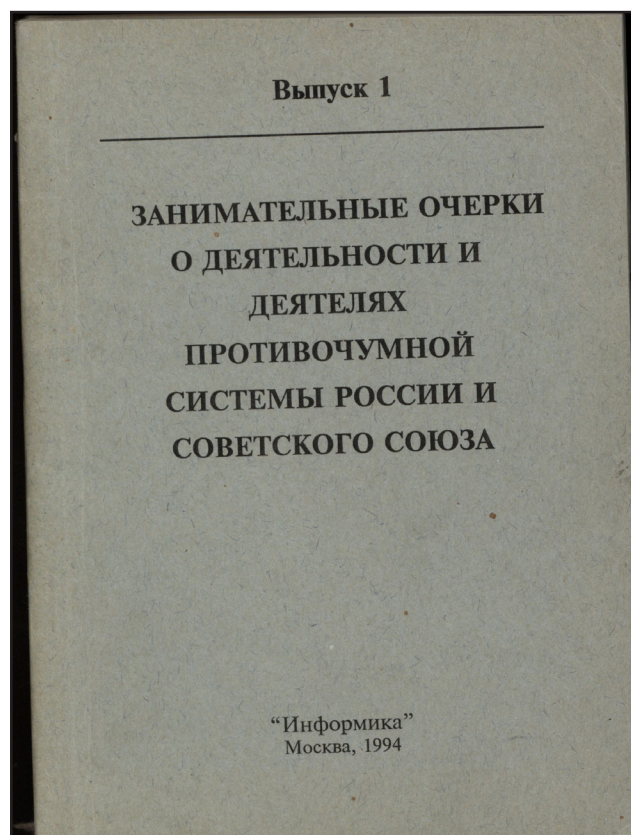 Выпуск 1
ЗАНИМАТЕЛЬНЫЕ ОЧЕРКИ
О ДЕЯТЕЛЬНОСТИ И
ДЕЯТЕЛЯХ
ПРОТИВОЧУМНОЙ
СИСТЕМЫ РОССИИ И
СОВЕТСКОГО СОЮЗА
“Информика”
Москва, 1994